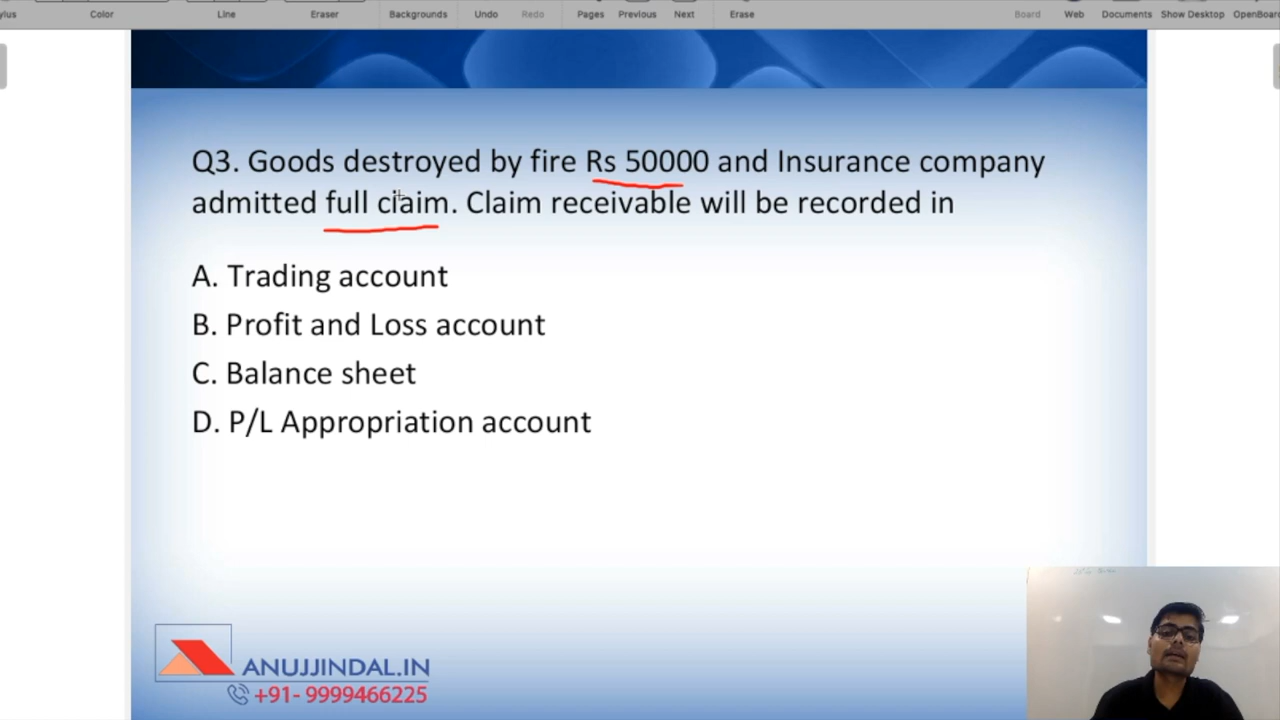 ylus Color Line Eraser Backgrounds Undo Redo Pages Previous Next Erase Board Web Documents Show Desktop OpenBoar
Q3. Goods destroyed by fire Rs 50000 and Insurance company
admitted full claim. Claim receivable will be recorded in
A. Trading account
B. Profit and Loss account
C. Balance sheet
D. P/L Appropriation account
ANUJJINDAL.IN
+91- 9999466225